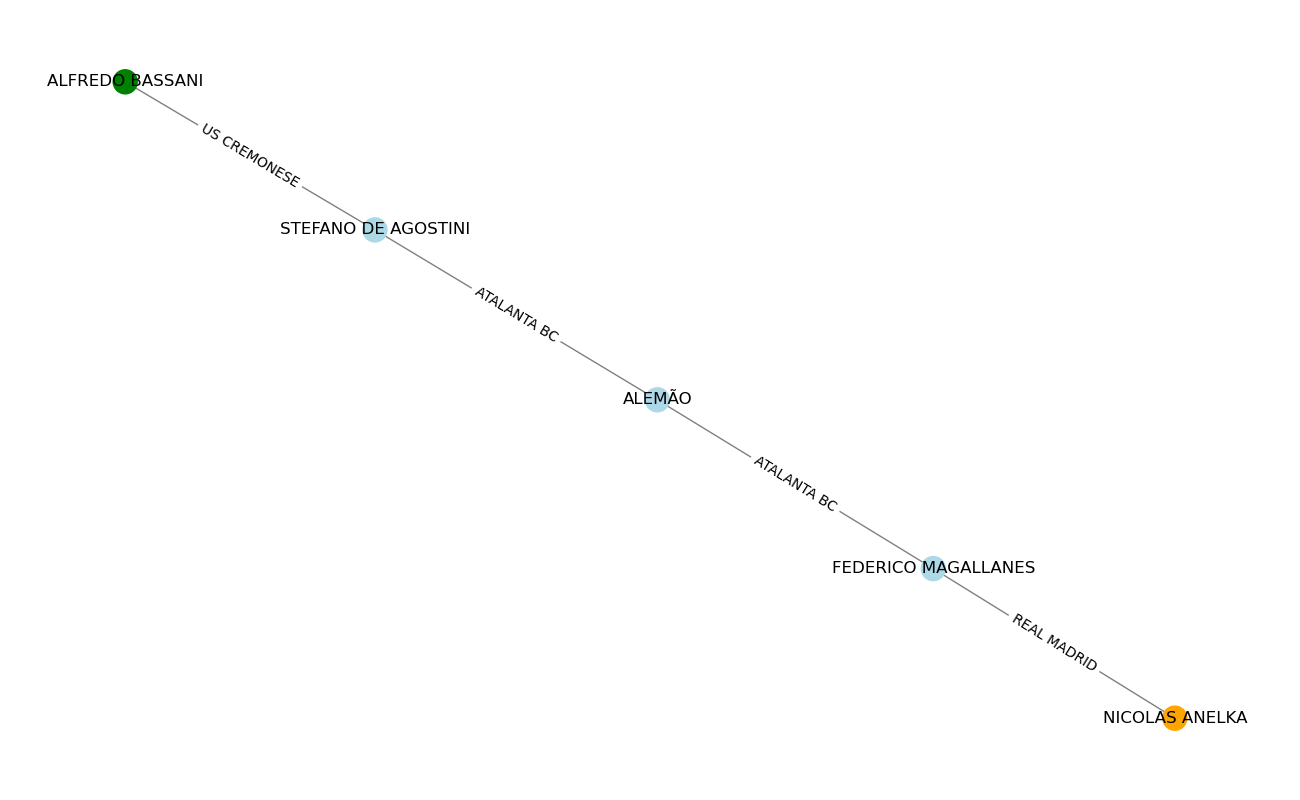 ALFREDO BASSANI
US CREMONESE
STEFANO DE AGOSTINI
ATALANTA BC
ALEMÃO
ATALANTA BC
FEDERICO MAGALLANES
REAL MADRID
NICOLAS ANELKA